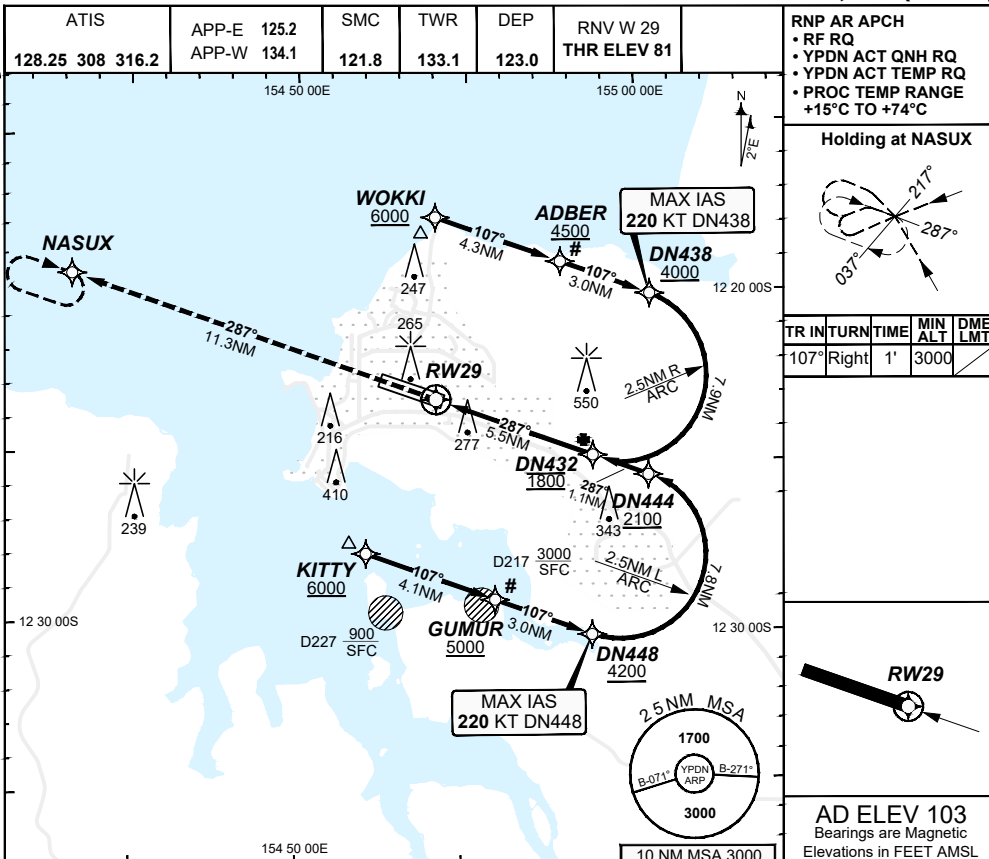 ATIS
128.25 308 316.2
APP-E 125.2
APP-W 134.1
SMC
121.8
TWR
133.1
DEP
123.0
RNV W 29
THR ELEV 81
RNP AR APCH
• RF RQ
• YPDN ACT QNH RQ
• YPDN ACT TEMP RQ
• PROC TEMP RANGE
+15°C TO +74°C
154 50 00E
155 00 00E
N
2°E
Holding at NASUX
217°
287°
037°
TR IN TURN TIME MIN ALT DME LMT
107° Right 1' 3000
WOKKI
6000
107°
4.3NM
ADBER
4500
#
107°
3.0NM
MAX IAS
220 KT DN438
DN438
4000
12 20 00S
NASUX
287°
11.3NM
247
265
RW29
550
2.5NM R
ARC
7.9NM
216
277
287°
5.5NM
410
DN432
1800
287°
1.1NM
DN444
2100
239
343
D217 3000
SFC
2.5NM L
ARC
7.8NM
KITTY
6000
107°
4.1NM
#
107°
3.0NM
GUMUR
5000
D227 900
SFC
12 30 00S
12 30 00S
DN448
4200
MAX IAS
220 KT DN448
RW29
25NM MSA
1700
B-071°
YPDN
ARP
B-271°
3000
10 NM MSA 3000
154 50 00E
AD ELEV 103
Bearings are Magnetic
Elevations in FEET AMSL